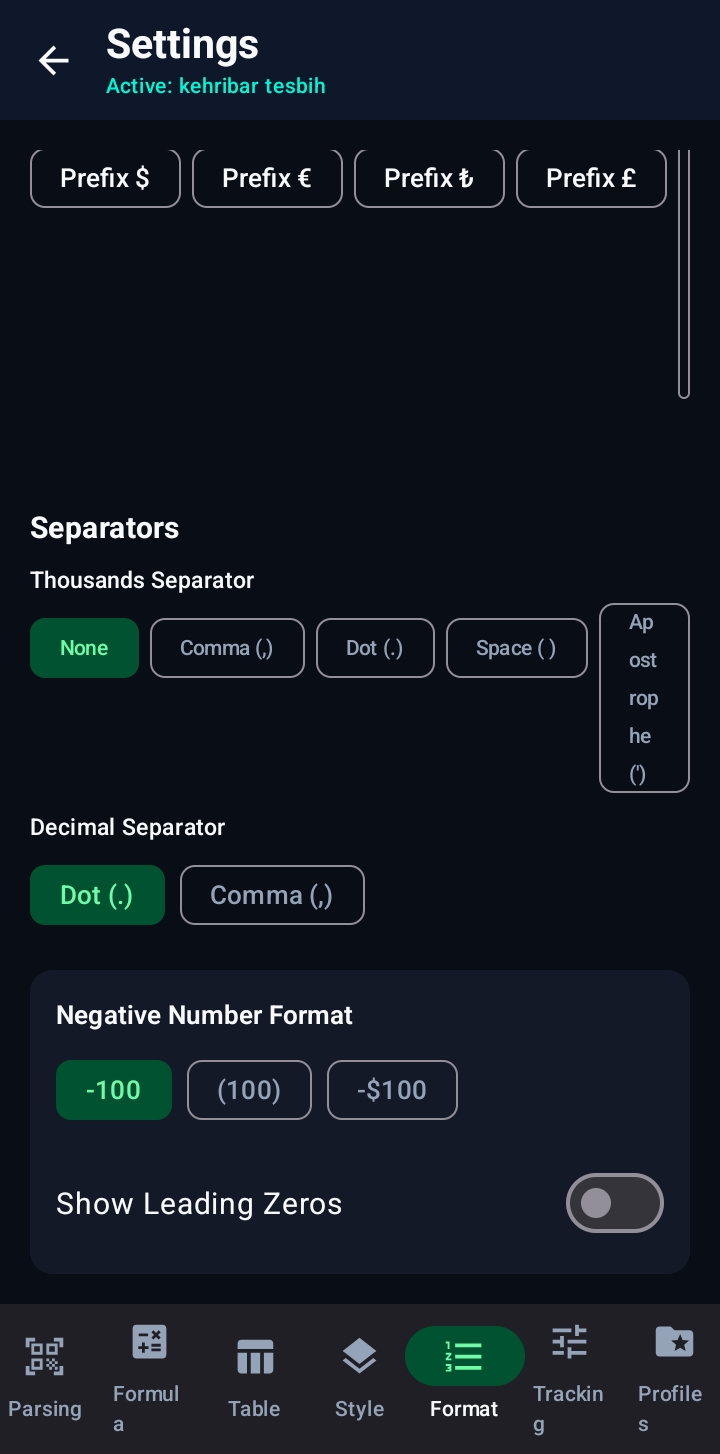 Settings
Active: kehribar tesbih
Prefix $ Prefix € Prefix ₺ Prefix £
Separators
Thousands Separator
None Comma (,) Dot (.) Space ( ) Ap
ost
rop
he
(')
Decimal Separator
Dot (.) Comma (,)
Negative Number Format
-100 (100) -$100
Show Leading Zeros
Parsing Formul
a Table Style Format Trackin
g Profile
s